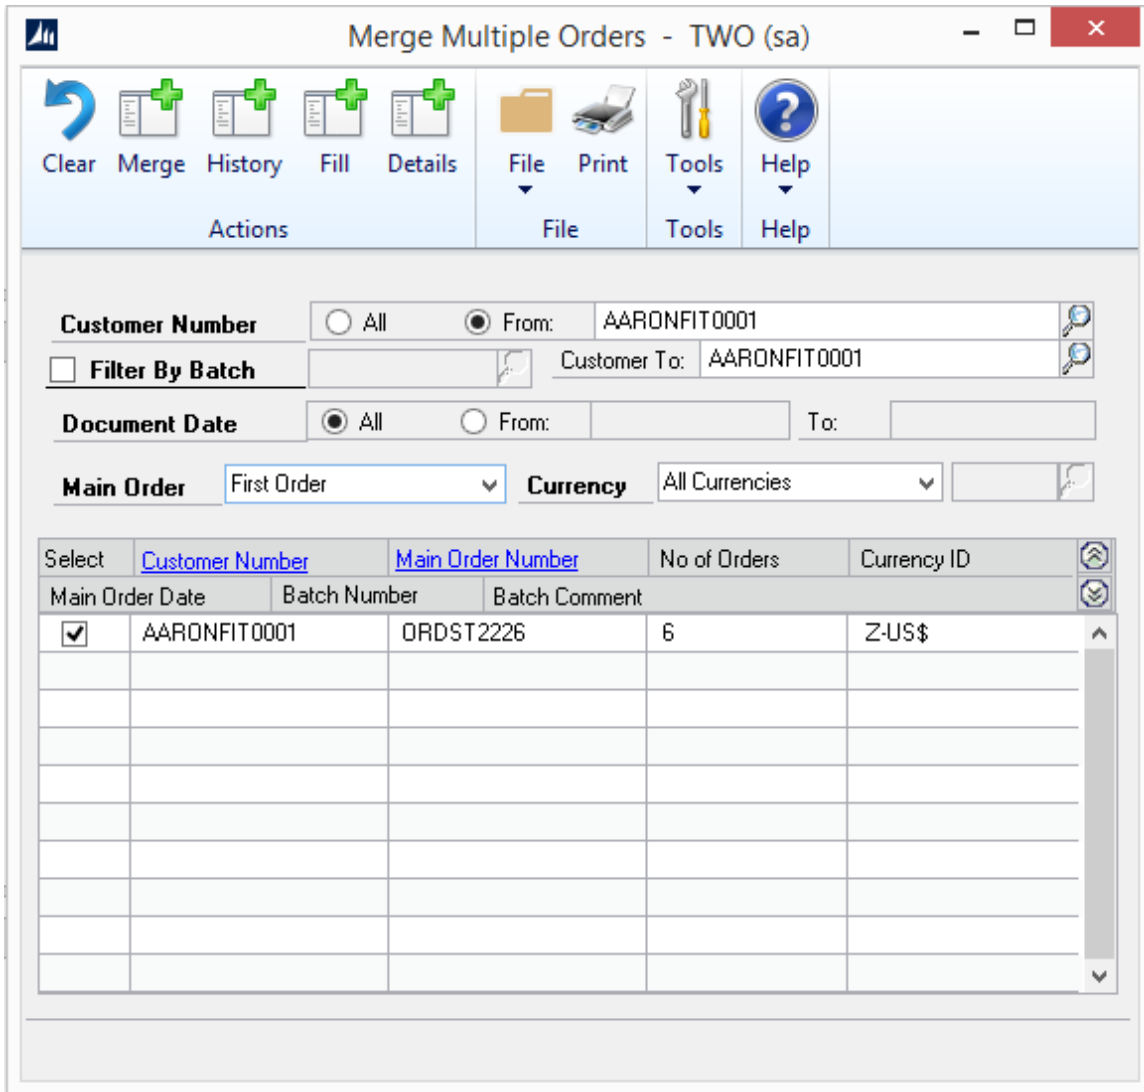 Merge Multiple Orders - TWO (sa)
Clear Merge History Fill Details File Print Tools Help
Actions File Tools Help
Customer Number All From: AARONFIT0001
Filter By Batch Customer To: AARONFIT0001
Document Date All From: To:
Main Order First Order Currency All Currencies
Select Customer Number Main Order Number No of Orders Currency ID
Main Order Date Batch Number Batch Comment
AARONFIT0001 ORDST2226 6 Z-US$